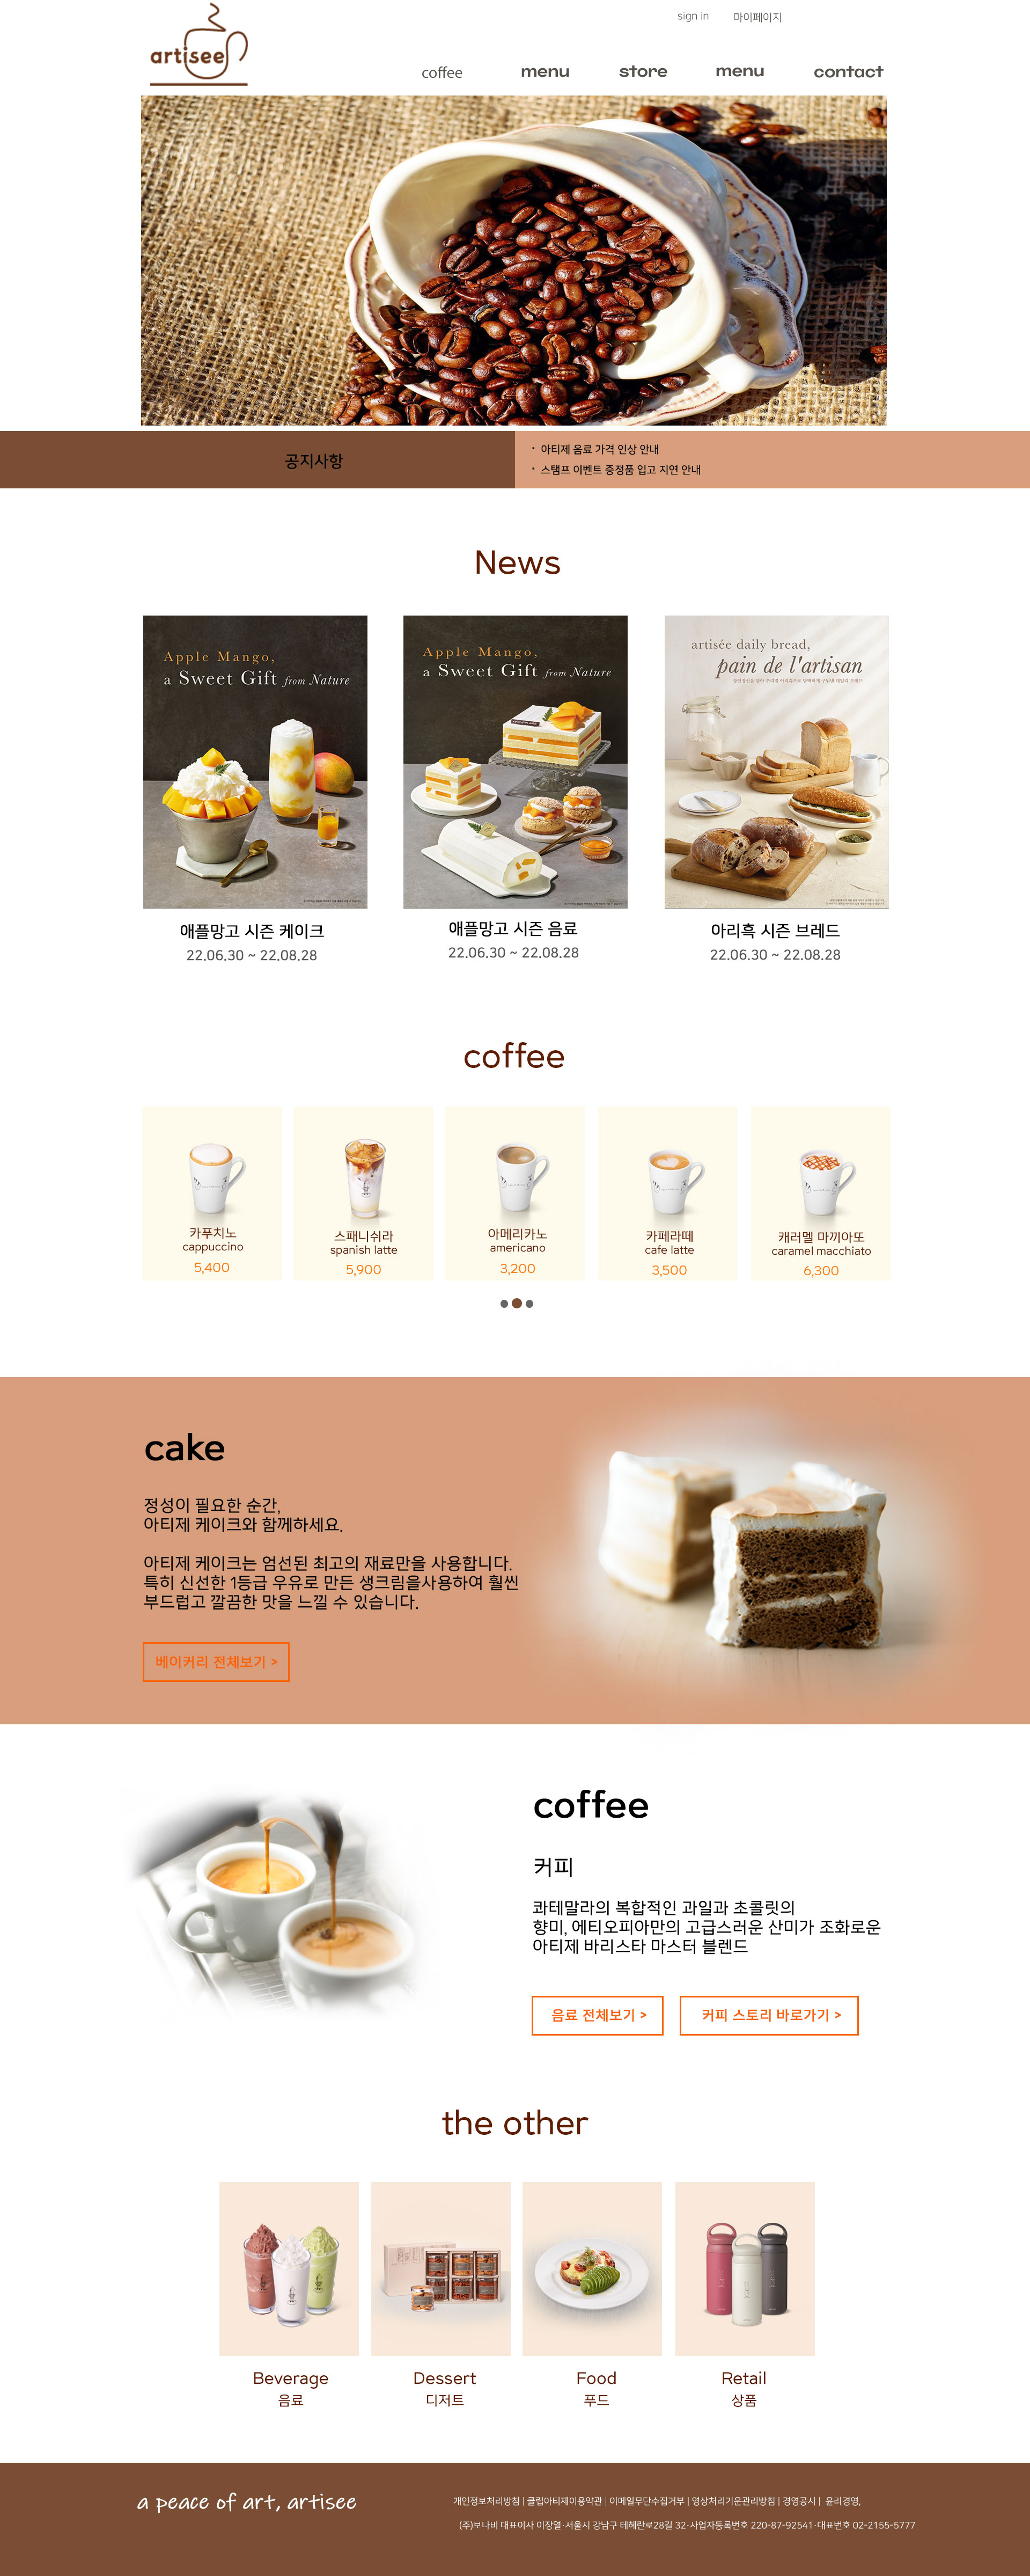 artisee
sign in 마이페이지
coffee menu store menu contact
공지사항
· 아티제 음료 가격 인상 안내
· 스탬프 이벤트 증정품 입고 지연 안내
News
Apple Mango,
a Sweet Gift from Nature
Apple Mango,
a Sweet Gift from Nature
artisée daily bread,
pain de l'artisan
애플망고 시즌 케이크
22.06.30 ~ 22.08.28
애플망고 시즌 음료
22.06.30 ~ 22.08.28
아리흑 시즌 브레드
22.06.30 ~ 22.08.28
coffee
카푸치노
cappuccino
5,400
스패니쉬라
spanish latte
5,900
아메리카노
americano
3,200
카페라떼
cafe latte
3,500
캐러멜 마끼아또
caramel macchiato
6,300
cake
정성이 필요한 순간,
아티제 케이크와 함께하세요.
아티제 케이크는 엄선된 최고의 재료만을 사용합니다.
특히 신선한 1등급 우유로 만든 생크림을사용하여 훨씬
부드럽고 깔끔한 맛을 느낄 수 있습니다.
베이커리 전체보기 >
coffee
커피
콰테말라의 복합적인 과일과 초콜릿의
향미, 에티오피아만의 고급스러운 산미가 조화로운
아티제 바리스타 마스터 블렌드
음료 전체보기 > 커피 스토리 바로가기 >
the other
Beverage
음료
Dessert
디저트
Food
푸드
Retail
상품
a peace of art, artisee
개인정보처리방침 | 클럽아티제이용약관 | 이메일무단수집거부 | 영상처리기운관리방침 | 경영공시 | 윤리경영,
(주)보나비 대표이사 이장열·서울시 강남구 테헤란로28길 32·사업자등록번호 220-87-92541·대표번호 02-2155-5777